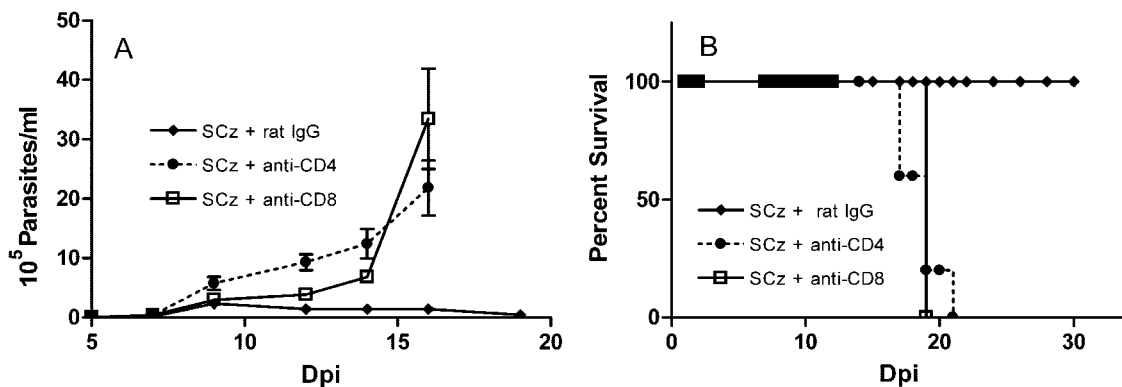 A
10⁵ Parasites/ml
50
40
30
20
10
0
SCz + rat IgG
SCz + anti-CD4
SCz + anti-CD8
5
10
15
20
Dpi
B
Percent Survival
100
50
0
SCz + rat IgG
SCz + anti-CD4
SCz + anti-CD8
0
10
20
30
Dpi